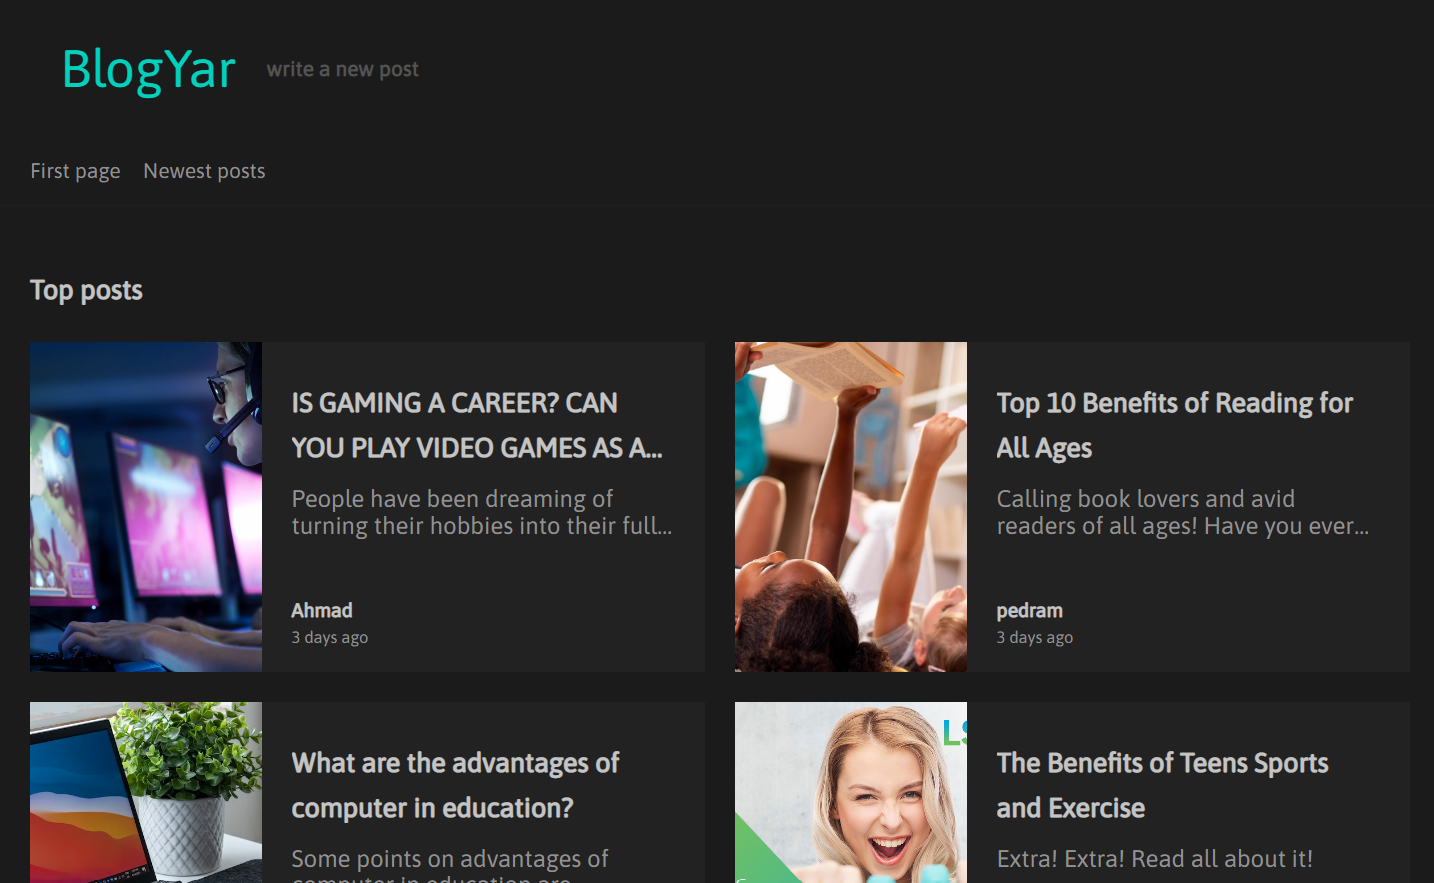 BlogYar
write a new post
First page
Newest posts
Top posts
IS GAMING A CAREER? CAN
YOU PLAY VIDEO GAMES AS A...
People have been dreaming of
turning their hobbies into their full...
Ahmad
3 days ago
Top 10 Benefits of Reading for
All Ages
Calling book lovers and avid
readers of all ages! Have you ever...
pedram
3 days ago
What are the advantages of
computer in education?
Some points on advantages of
computer in education are
The Benefits of Teens Sports
and Exercise
Extra! Extra! Read all about it!